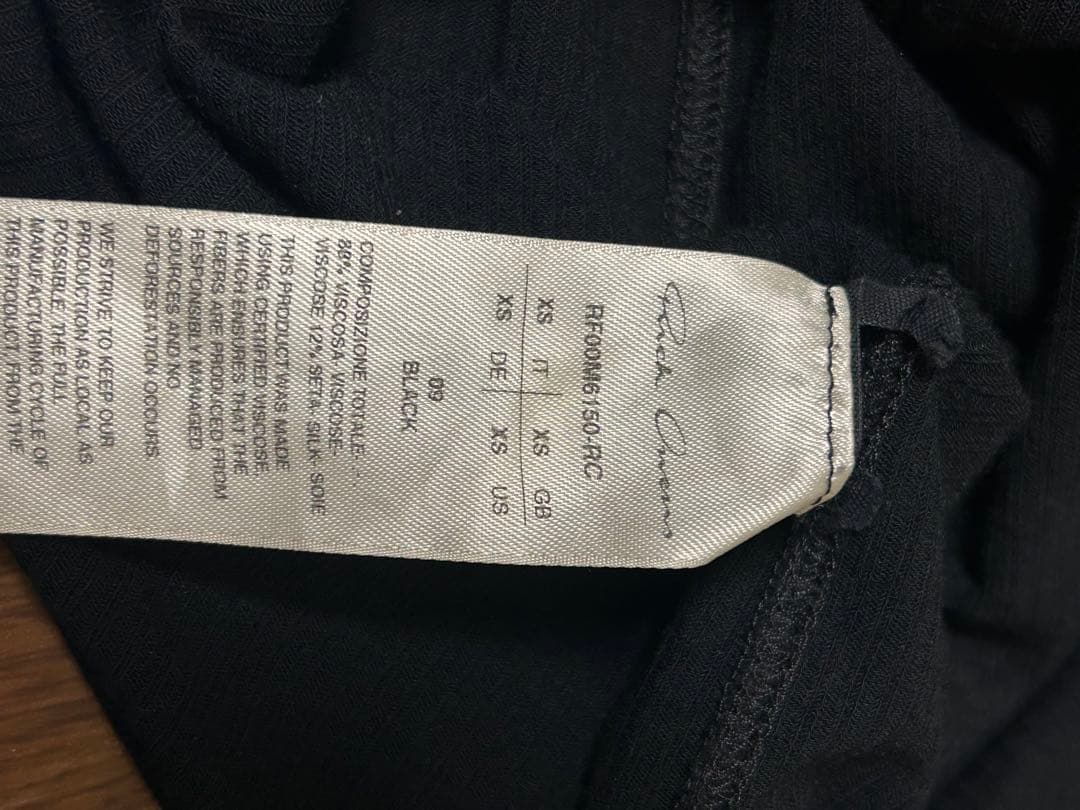 Rick Owens
RF00M6150-RC
XS IT XS GB
XS DE XS US
09
BLACK
COMPOSIZIONE TOTALE. -
88% VISCOSA. VISCOSE-
VISCOSE 12% SETA. SILK- SOIE
THIS PRODUCT WAS MADE
USING CERTIFIED VISCOSE.
WHICH ENSURES THAT THE
FIBERS ARE PRODUCED FROM
RESPONSIBLY MANAGED
SOURCES AND NO
DEFORESTATION OCCURS
WE STRIVE TO KEEP OUR
PRODUCTION AS LOCAL AS
POSSIBLE. THE FULL
MANUFACTURING CYCLE OF
THIS PRODUCT. FROM THE